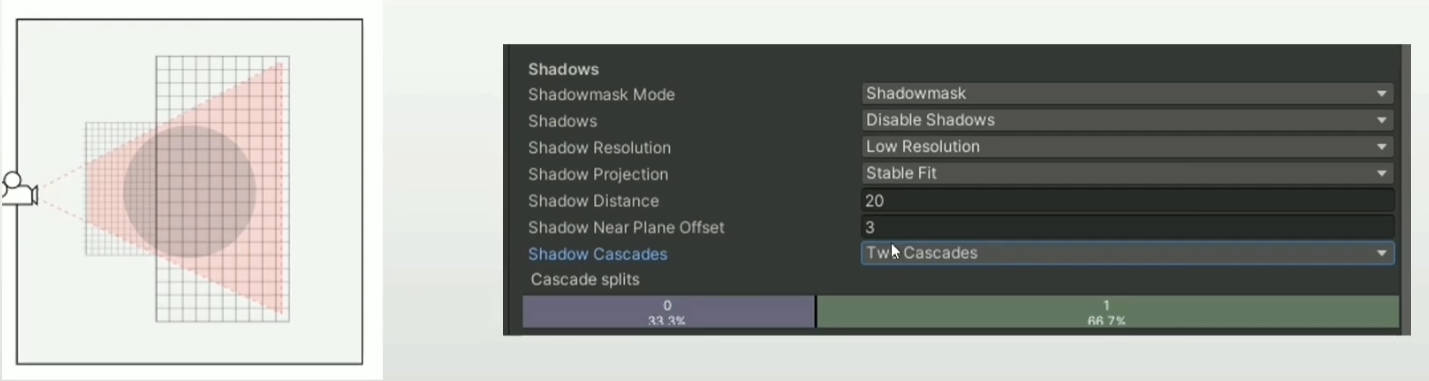 Shadows
Shadowmask Mode Shadowmask
Shadows Disable Shadows
Shadow Resolution Low Resolution
Shadow Projection Stable Fit
Shadow Distance 20
Shadow Near Plane Offset 3
Shadow Cascades Two Cascades
Cascade splits
0 1
33.3% 66.7%